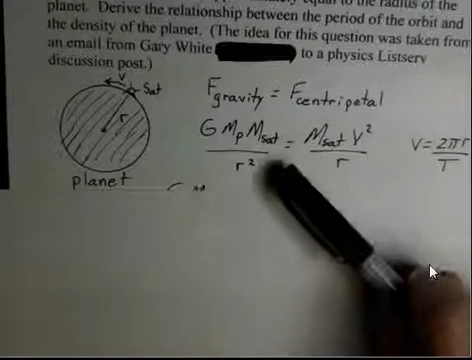 planet. Derive the relationship between the period of the orbit and
the density of the planet. (The idea for this question was taken from
an email from Gary White to a physics Listserv
discussion post.)
V
Sat
r
planet
F gravity = F centripetal
G Mp Msat / r² = Msat V² / r
V = 2πr / T